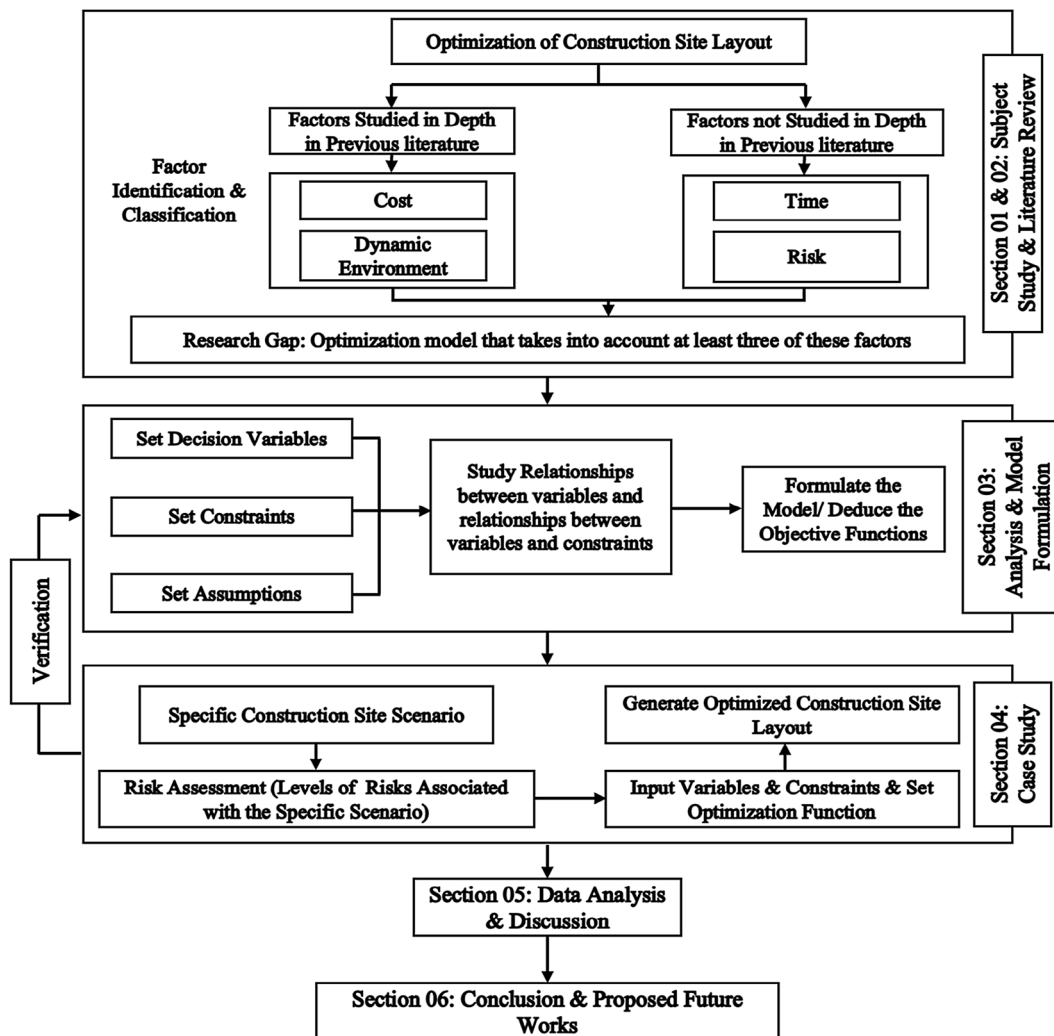 Optimization of Construction Site Layout
Factors Studied in Depth
in Previous literature
Factors not Studied in Depth
in Previous literature
Factor
Identification &
Classification
Cost
Dynamic
Environment
Time
Risk
Research Gap: Optimization model that takes into account at least three of these factors
Section 01 & 02: Subject
Study & Literature Review
Set Decision Variables
Set Constraints
Set Assumptions
Study Relationships
between variables and
relationships between
variables and constraints
Formulate the
Model/ Deduce the
Objective Functions
Section 03:
Analysis & Model
Formulation
Verification
Specific Construction Site Scenario
Risk Assessment (Levels of Risks Associated
with the Specific Scenario)
Generate Optimized Construction Site
Layout
Input Variables & Constraints & Set
Optimization Function
Section 04:
Case Study
Section 05: Data Analysis
& Discussion
Section 06: Conclusion & Proposed Future
Works